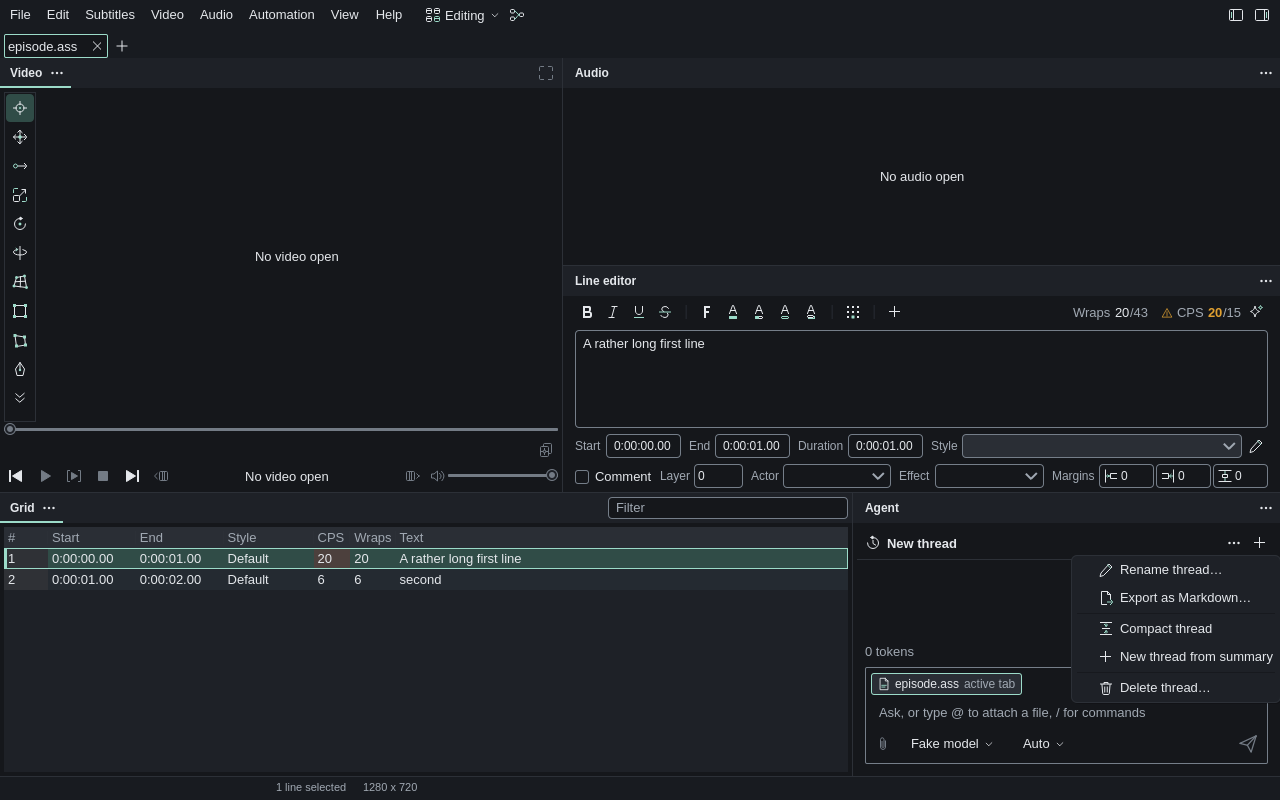 File Edit Subtitles Video Audio Automation View Help Editing
episode.ass
Video
Audio
No video open
No audio open
Line editor
Wraps 20/43 CPS 20/15
A rather long first line
Start 0:00:00.00 End 0:00:01.00 Duration 0:00:01.00 Style
Comment Layer 0 Actor Effect Margins 0 0 0
No video open
Grid
Filter
# Start End Style CPS Wraps Text
1 0:00:00.00 0:00:01.00 Default 20 20 A rather long first line
2 0:00:01.00 0:00:02.00 Default 6 6 second
Agent
New thread
Rename thread…
Export as Markdown…
Compact thread
New thread from summary
Delete thread…
0 tokens
episode.ass active tab
Ask, or type @ to attach a file, / for commands
Fake model Auto
1 line selected 1280 x 720